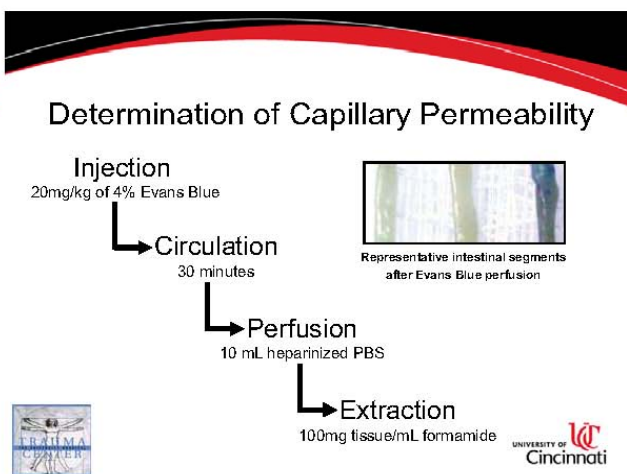 Determination of Capillary Permeability
Injection
20mg/kg of 4% Evans Blue
Circulation
30 minutes
Representative intestinal segments
after Evans Blue perfusion
Perfusion
10 mL heparinized PBS
Extraction
100mg tissue/mL formamide
TRAUMA
CENTER
UNIVERSITY OF
Cincinnati